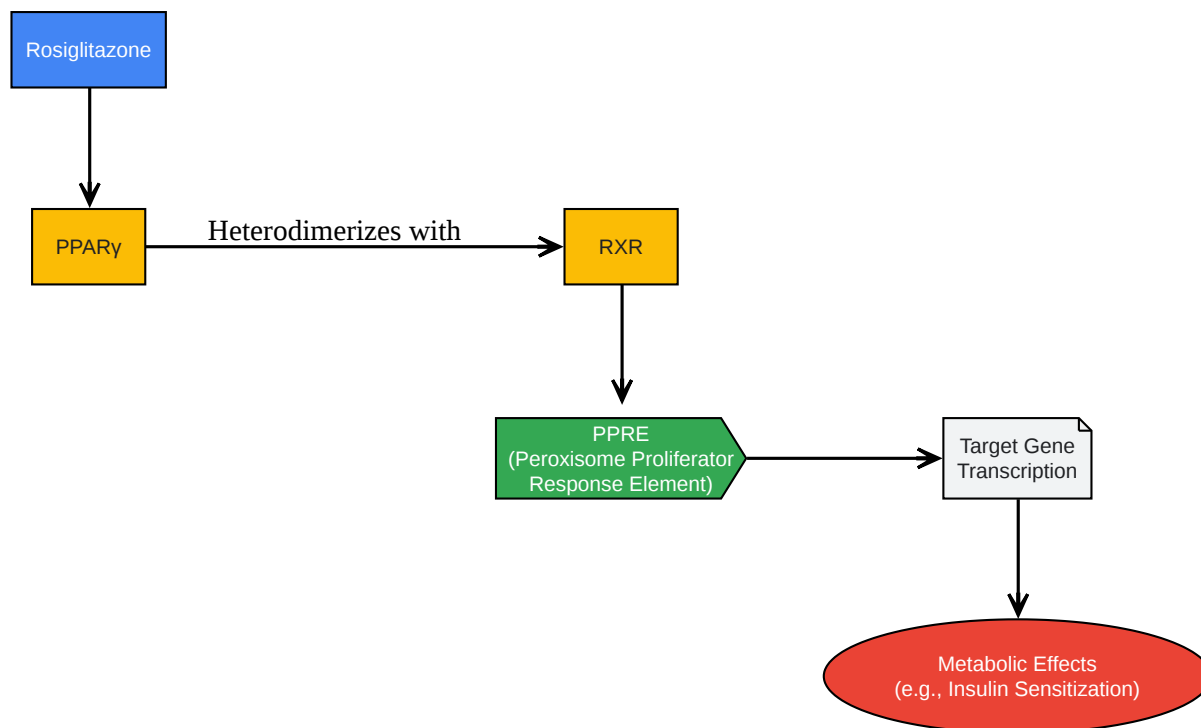 Rosiglitazone
Heterodimerizes with
PPARγ
RXR
PPRE
(Peroxisome Proliferator
Response Element)
Target Gene
Transcription
Metabolic Effects
(e.g., Insulin Sensitization)